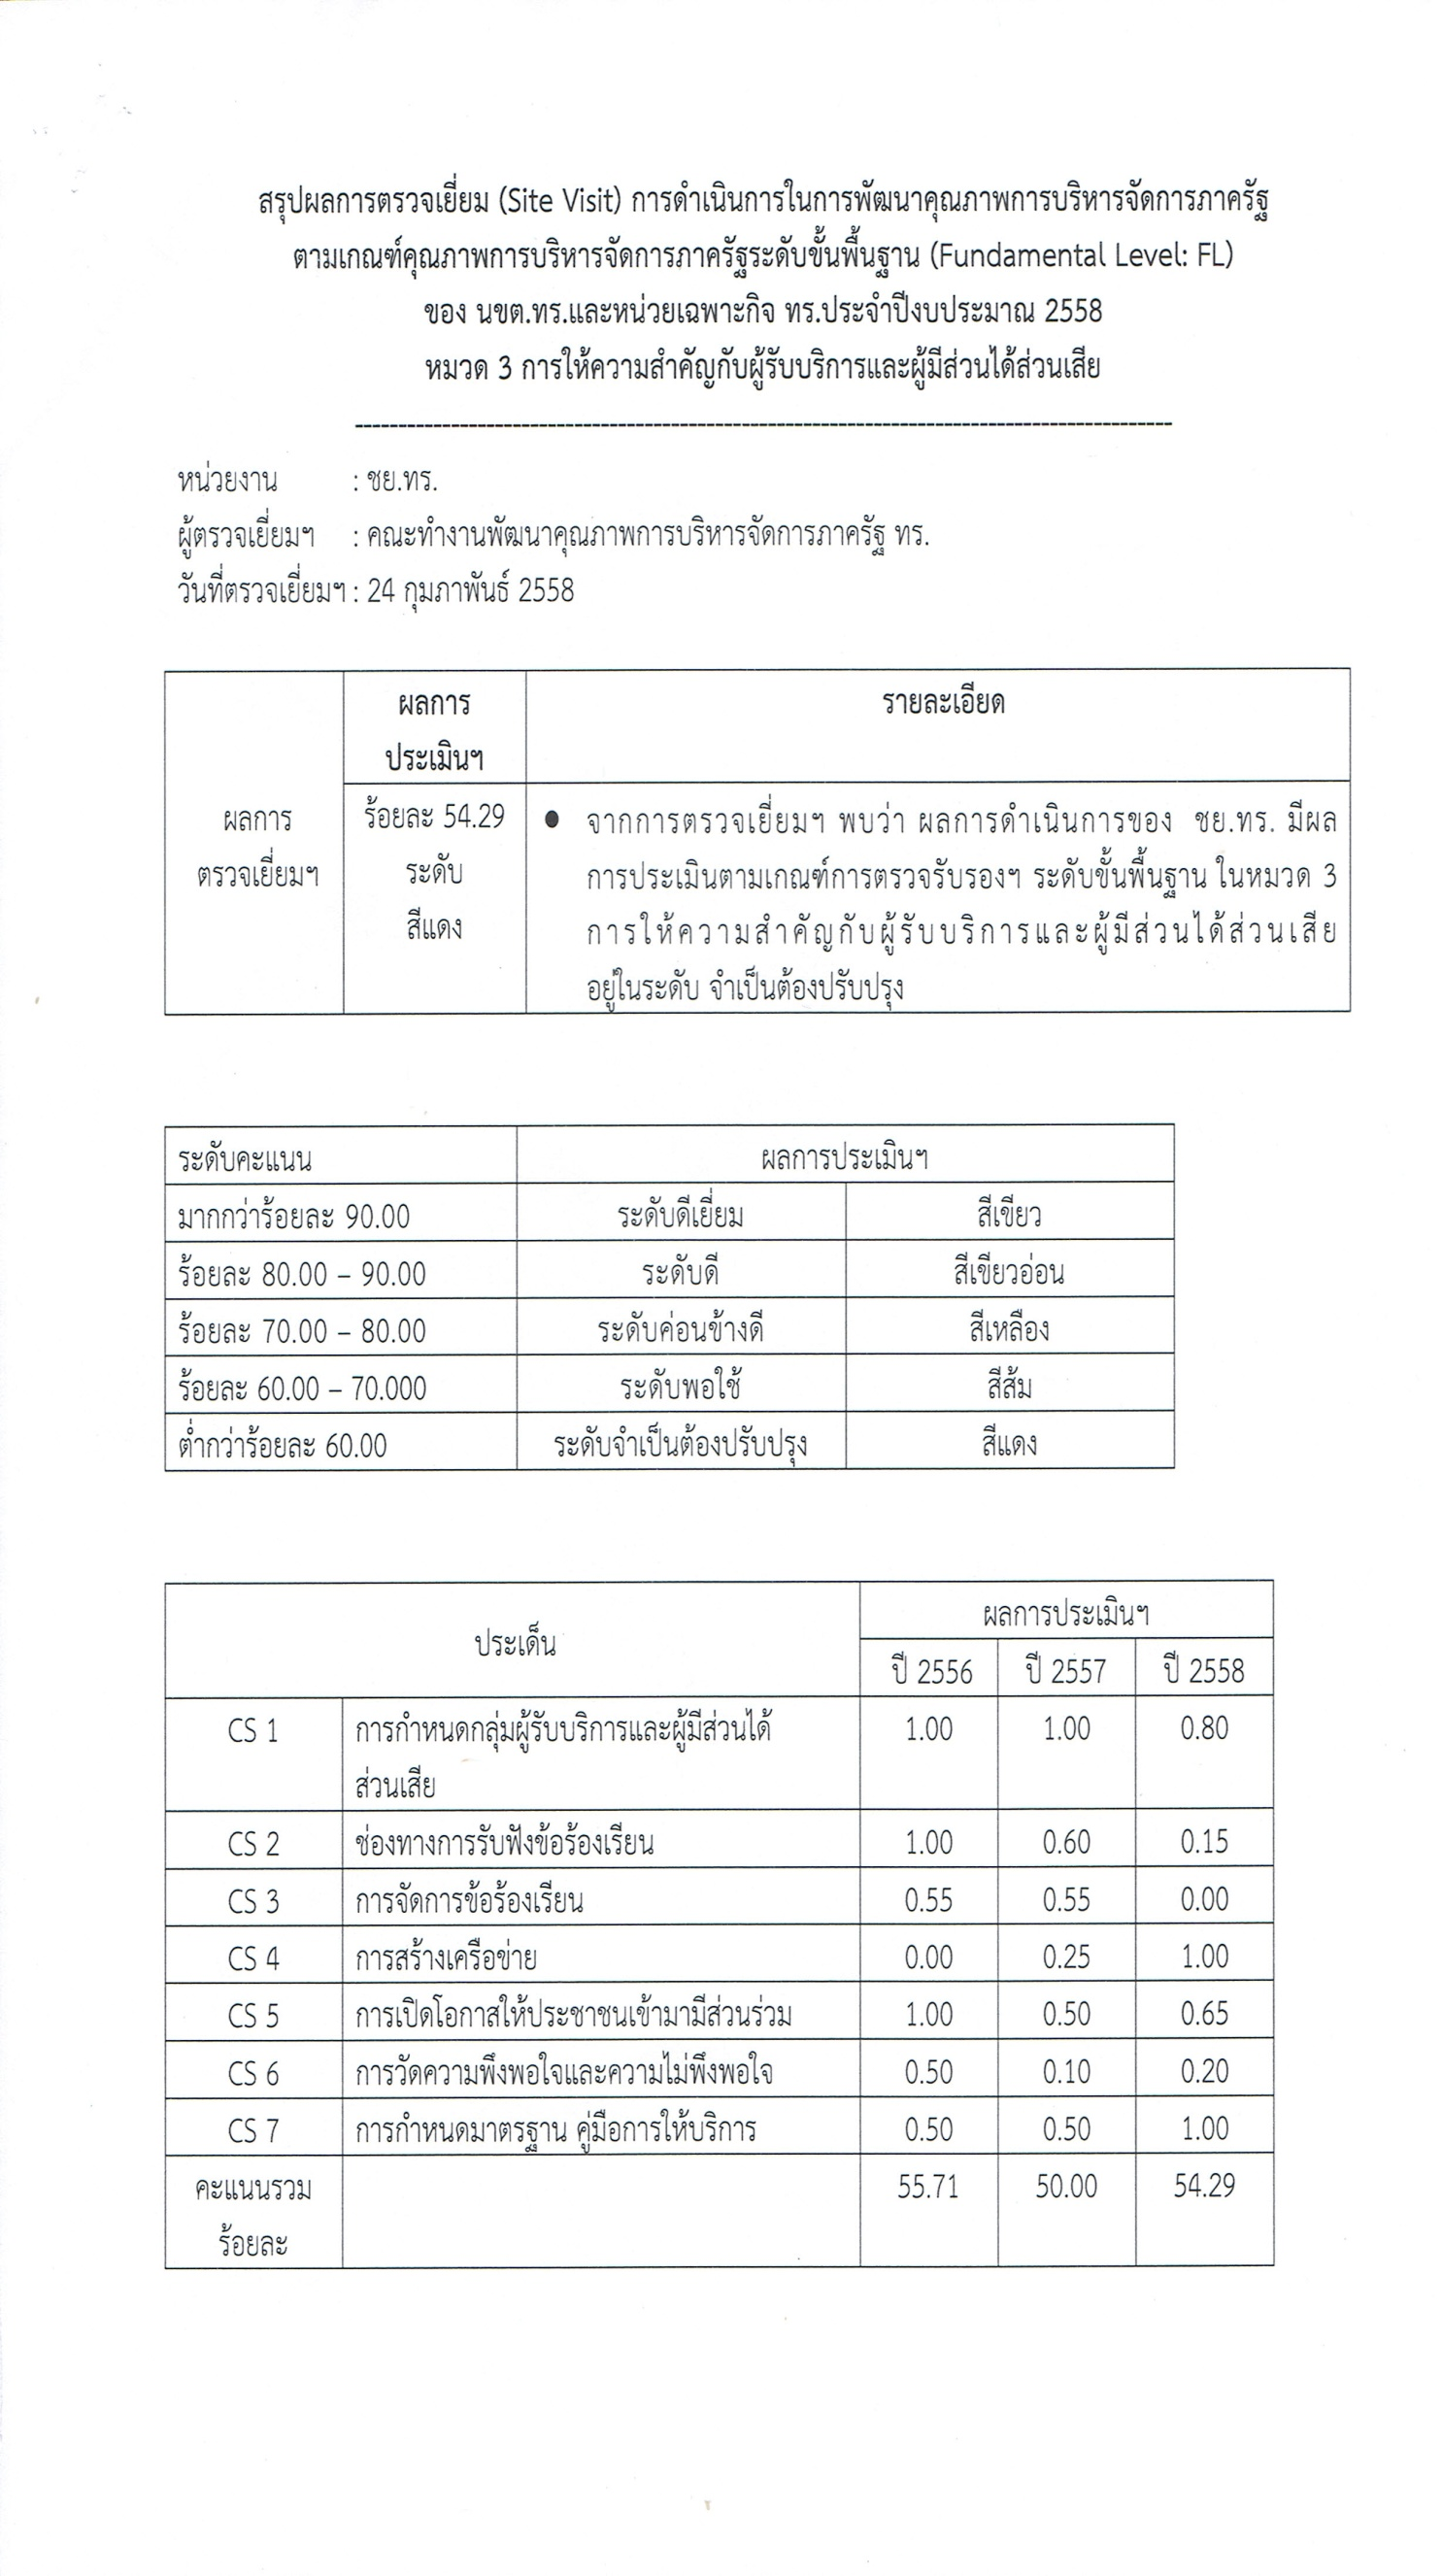 สรุปผลการตรวจเยี่ยม (Site Visit) การดำเนินการในการพัฒนาคุณภาพการบริหารจัดการภาครัฐ
ตามเกณฑ์คุณภาพการบริหารจัดการภาครัฐระดับขั้นพื้นฐาน (Fundamental Level: FL)
ของ นขต.ทร.และหน่วยเฉพาะกิจ ทร.ประจำปีงบประมาณ 2558
หมวด 3 การให้ความสำคัญกับผู้รับบริการและผู้มีส่วนได้ส่วนเสีย
หน่วยงาน : ชย.ทร.
ผู้ตรวจเยี่ยมฯ : คณะทำงานพัฒนาคุณภาพการบริหารจัดการภาครัฐ ทร.
วันที่ตรวจเยี่ยมฯ : 24 กุมภาพันธ์ 2558
ผลการ
ตรวจเยี่ยมฯ
ผลการ
ประเมินฯ
รายละเอียด
ร้อยละ 54.29
ระดับ
สีแดง
● จากการตรวจเยี่ยมฯ พบว่า ผลการดำเนินการของ ชย.ทร. มีผล
การประเมินตามเกณฑ์การตรวจรับรองฯ ระดับขั้นพื้นฐาน ในหมวด 3
การให้ความสำคัญกับผู้รับบริการและผู้มีส่วนได้ส่วนเสีย
อยู่ในระดับ จำเป็นต้องปรับปรุง
ระดับคะแนน ผลการประเมินฯ
มากกว่าร้อยละ 90.00 ระดับดีเยี่ยม สีเขียว
ร้อยละ 80.00 – 90.00 ระดับดี สีเขียวอ่อน
ร้อยละ 70.00 – 80.00 ระดับค่อนข้างดี สีเหลือง
ร้อยละ 60.00 – 70.000 ระดับพอใช้ สีส้ม
ต่ำกว่าร้อยละ 60.00 ระดับจำเป็นต้องปรับปรุง สีแดง
ประเด็น ผลการประเมินฯ
ปี 2556 ปี 2557 ปี 2558
CS 1 การกำหนดกลุ่มผู้รับบริการและผู้มีส่วนได้ 1.00 1.00 0.80
ส่วนเสีย
CS 2 ช่องทางการรับฟังข้อร้องเรียน 1.00 0.60 0.15
CS 3 การจัดการข้อร้องเรียน 0.55 0.55 0.00
CS 4 การสร้างเครือข่าย 0.00 0.25 1.00
CS 5 การเปิดโอกาสให้ประชาชนเข้ามามีส่วนร่วม 1.00 0.50 0.65
CS 6 การวัดความพึงพอใจและความไม่พึงพอใจ 0.50 0.10 0.20
CS 7 การกำหนดมาตรฐาน คู่มือการให้บริการ 0.50 0.50 1.00
คะแนนรวม 55.71 50.00 54.29
ร้อยละ